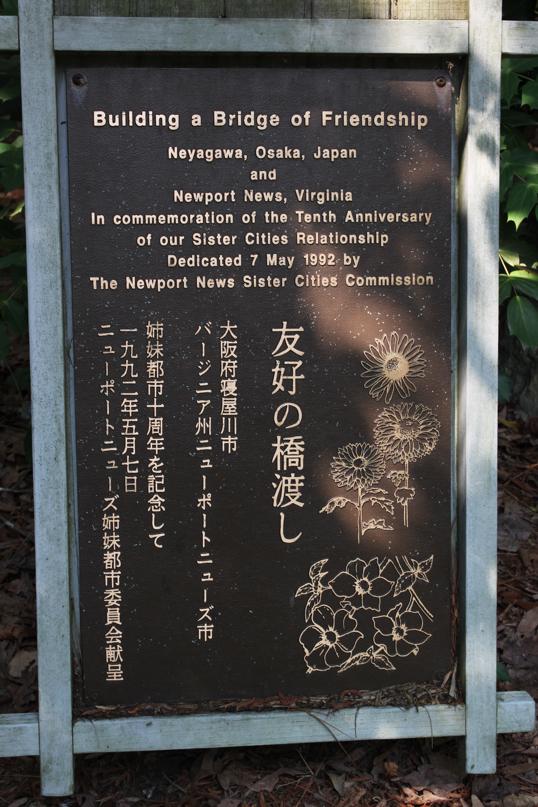 Building a Bridge of Friendship
Neyagawa, Osaka, Japan
and
Newport News, Virginia
In commemoration of the Tenth Anniversary
of our Sister Cities Relationship
Dedicated 7 May 1992 by
The Newport News Sister Cities Commission
友好の橋渡し
大阪府寝屋川市
バージニア州ニューポートニューズ市
姉妹都市十周年を記念して
一九九二年五月七日
ニューポートニューズ姉妹都市委員会献呈